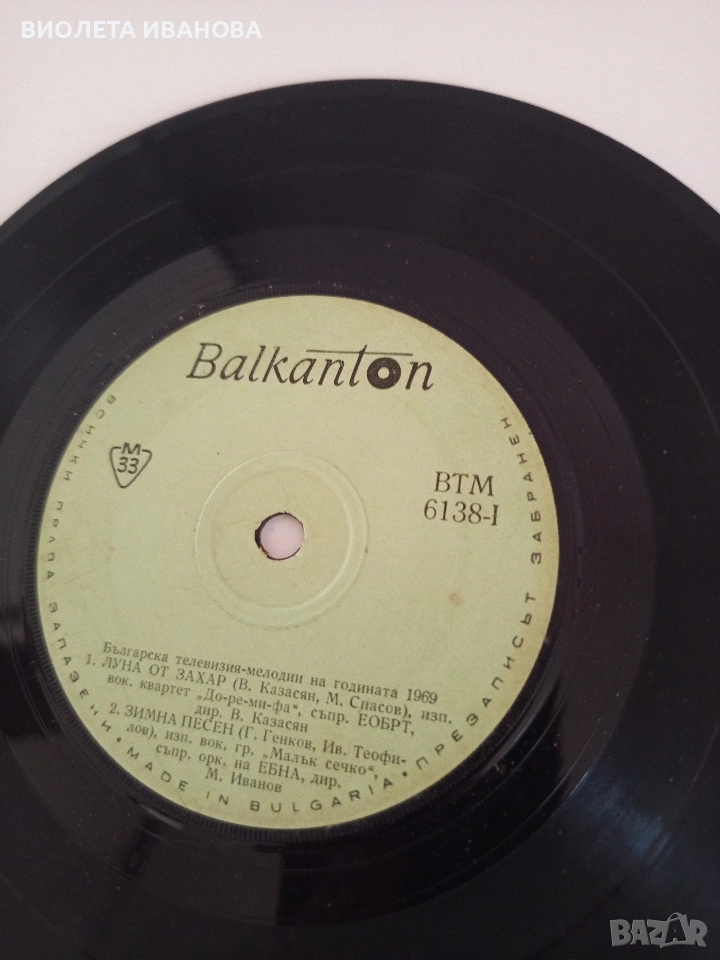 ВИОЛЕТА ИВАНОВА
Balkanton
M
33
ВТМ
6138-I
Българска телевизия-мелодии на годината 1969
1. ЛУНА ОТ ЗАХАР (В. Казасян, М. Спасов), изп.
вок. квартет „До-ре-ми-фа“, съпр. ЕОБРТ,
дир. В. Казасян
2. ЗИМНА ПЕСЕН (Г. Генков, Ив. Теофи-
лов), изп. вок. гр. „Малък сечко“,
съпр. орк. на ЕБНА, дир.
М. Иванов
ВСИЧКИ ПРАВА ЗАПАЗЕНИ • MADE IN BULGARIA • ПРЕЗАПИСЪТ ЗАБРАНЕН
BAZAR